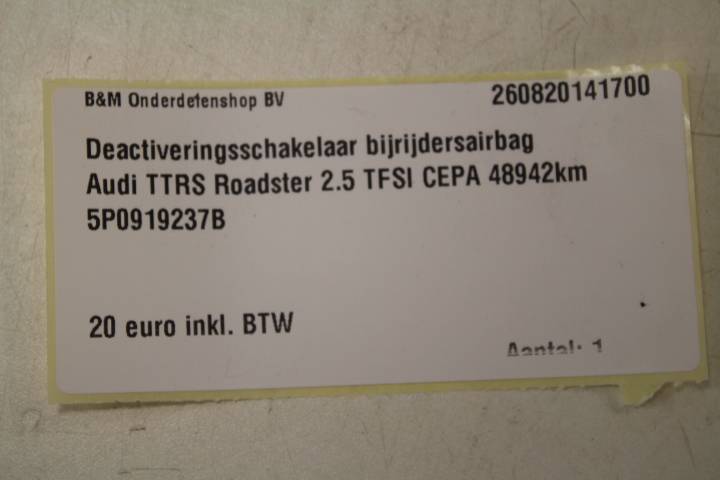 B&M Onderdelenshop BV 260820141700
Deactiveringsschakelaar bijrijdersairbag
Audi TTRS Roadster 2.5 TFSI CEPA 48942km
5P0919237B
20 euro inkl. BTW
Aantal: 1